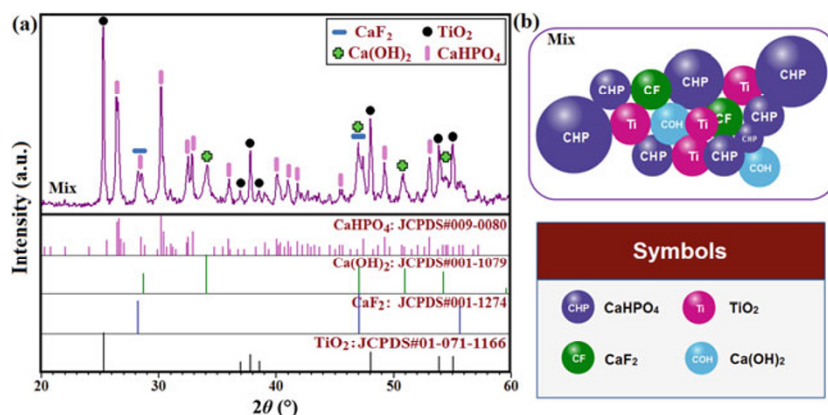 (a)
CaF₂
TiO₂
Ca(OH)₂
CaHPO₄
Mix
Intensity (a.u.)
CaHPO₄: JCPDS#009-0080
Ca(OH)₂: JCPDS#001-1079
CaF₂: JCPDS#001-1274
TiO₂: JCPDS#01-071-1166
20 30 40 50 60
2θ (°)
(b)
Mix
CHP
CHP
CF
CHP
Ti
CHP
CHP
Ti
COH
Ti
CF
CHP
CHP
CHP
Ti
CHP
COH
Symbols
CHP CaHPO₄
Ti TiO₂
CF CaF₂
COH Ca(OH)₂